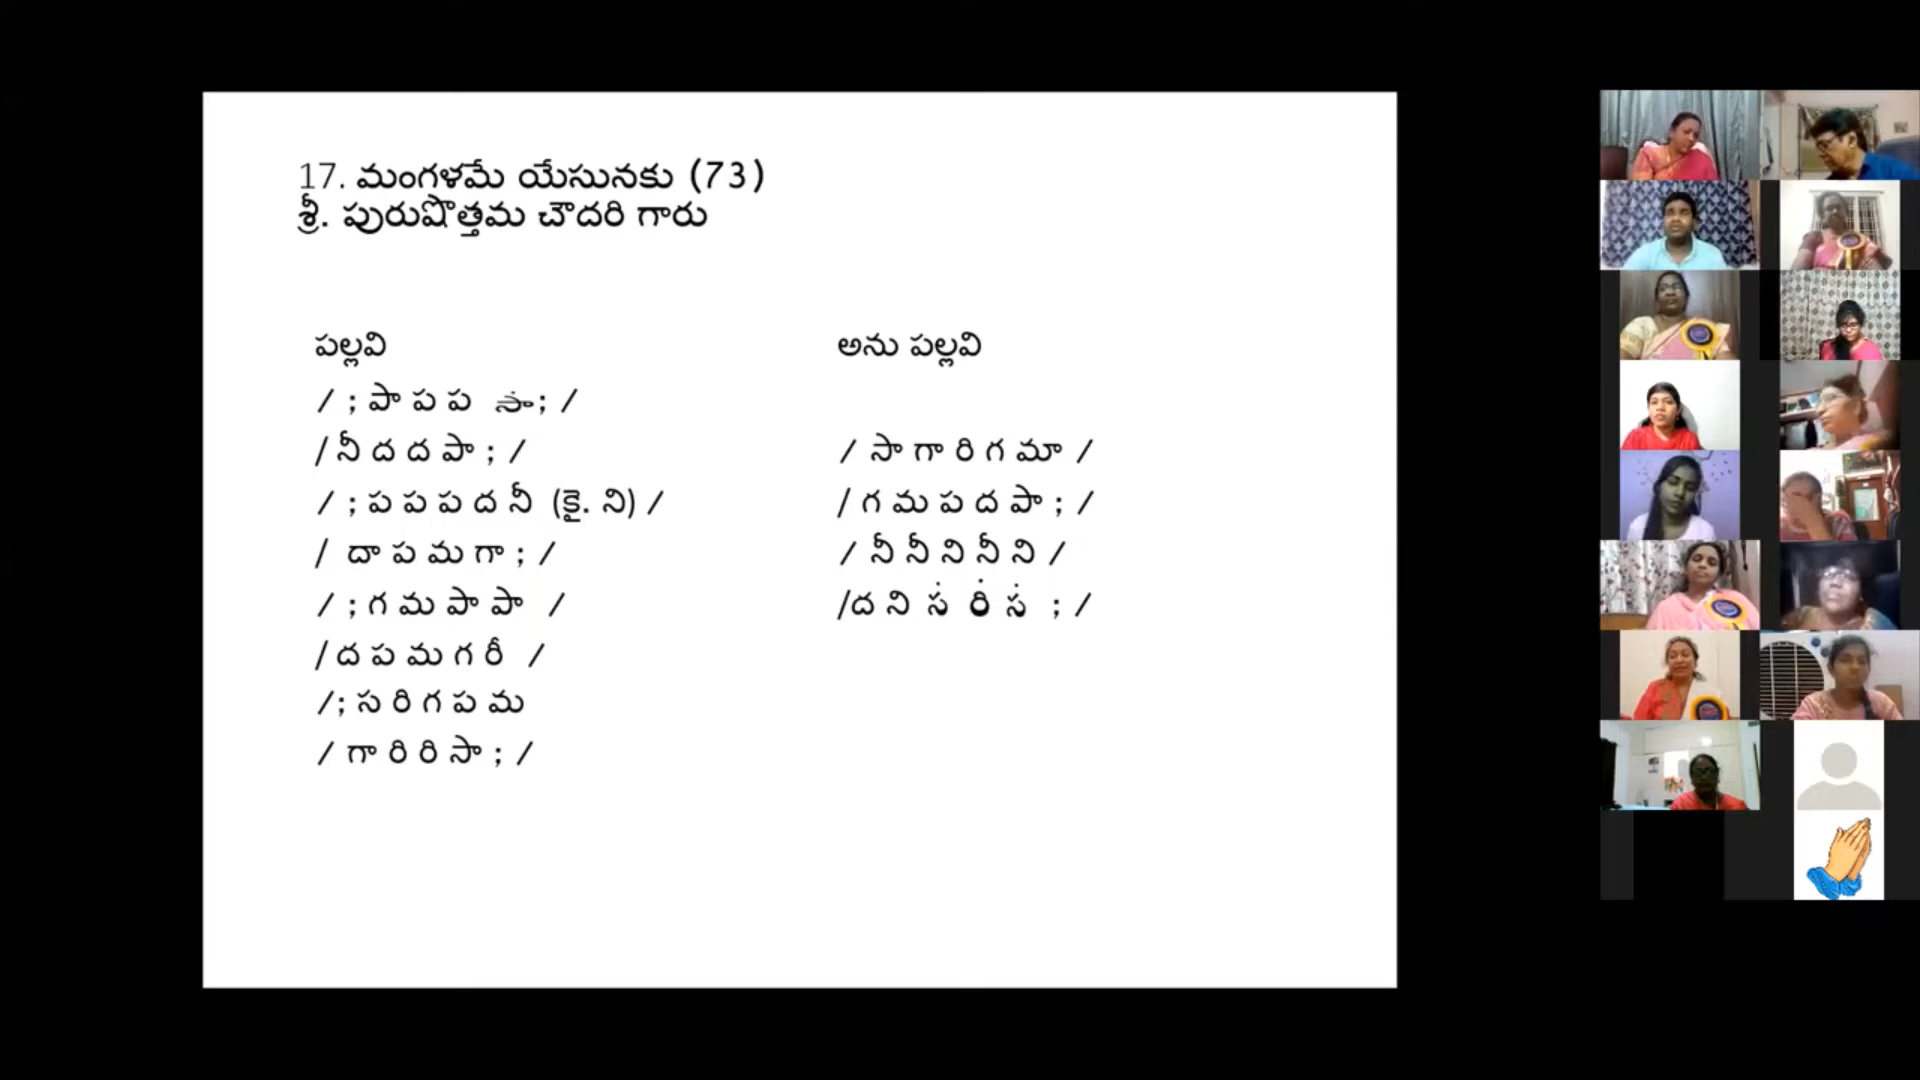 17. మంగళమే యేసునకు (73)
శ్రీ. పురుషొత్తమ చౌదరి గారు
పల్లవి
/ ; పా ప ప సా̇ ; /
/ నీ ద ద పా ; /
/ ; ప ప ప ద నీ (కై. ని) /
/ దా ప మ గా ; /
/ ; గ మ పా పా /
/ ద ప మ గ రీ /
/; స రి గ ప మ
/ గా రి రి సా ; /
అను పల్లవి
/ సా గా రి గ మా /
/ గ మ ప ద పా ; /
/ నీ నీ ని నీ ని /
/ద ని స̇ రి̇ స̇ ; /